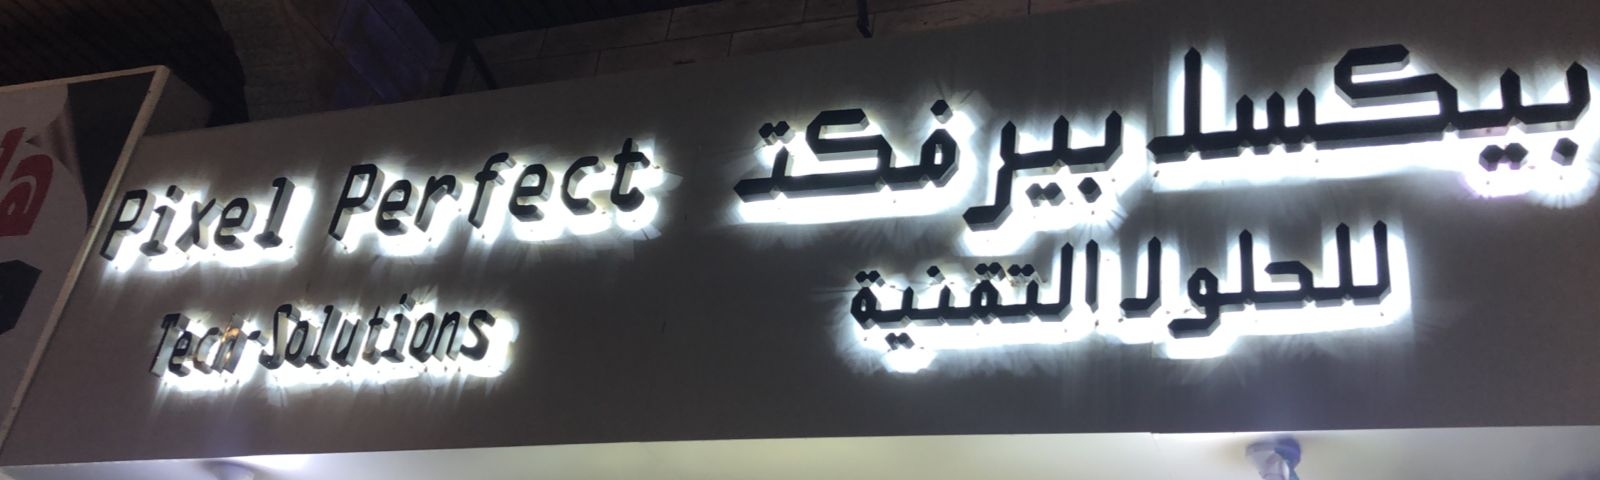 Pixel Perfect
Tech-Solutions
بيكسل بيرفكت
للحلول التقنية